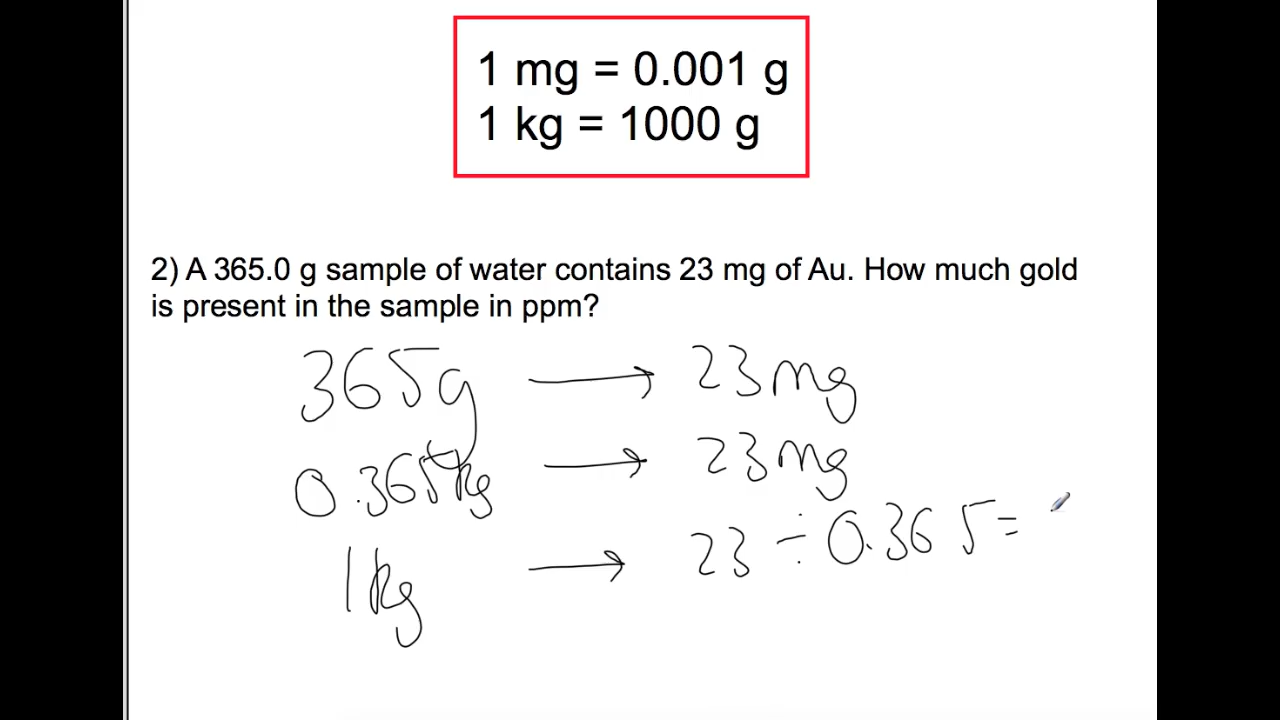 1 mg = 0.001 g
1 kg = 1000 g
2) A 365.0 g sample of water contains 23 mg of Au. How much gold
is present in the sample in ppm?
365g → 23mg
0.365kg → 23mg
1kg → 23 ÷ 0.365 =